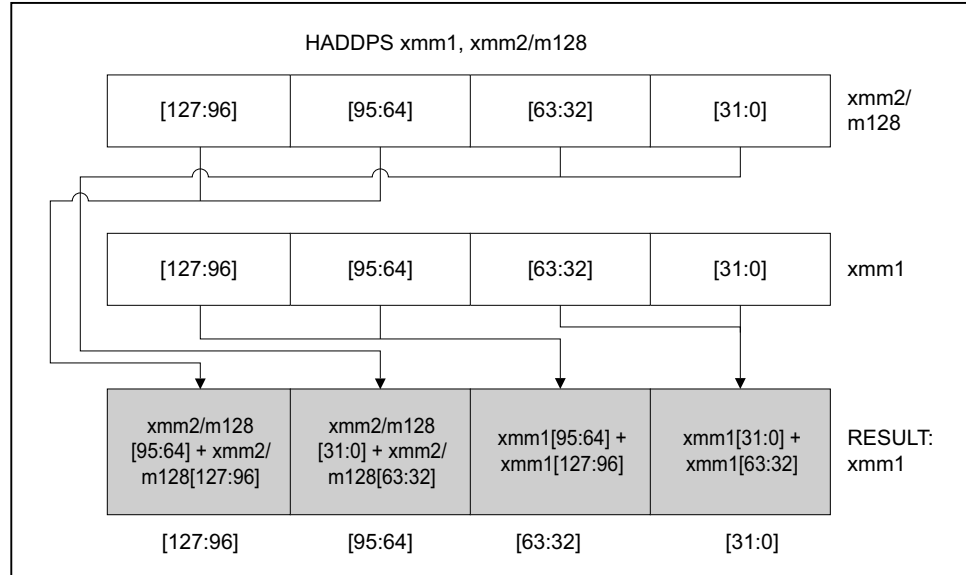 HADDPS xmm1, xmm2/m128
[127:96] [95:64] [63:32] [31:0]
xmm2/
m128
[127:96] [95:64] [63:32] [31:0] xmm1
xmm2/m128
[95:64] + xmm2/
m128[127:96]
xmm2/m128
[31:0] + xmm2/
m128[63:32]
xmm1[95:64] +
xmm1[127:96]
xmm1[31:0] +
xmm1[63:32]
RESULT:
xmm1
[127:96] [95:64] [63:32] [31:0]